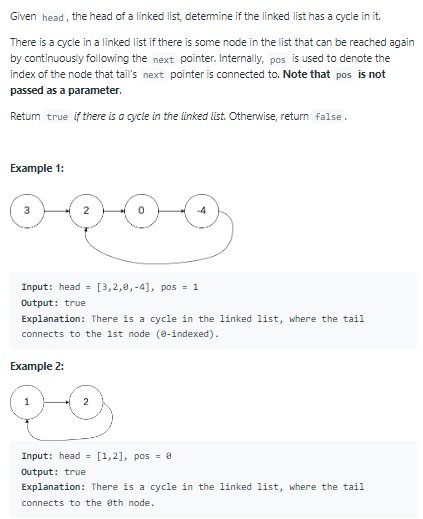 Given head, the head of a linked list, determine if the linked list has a cycle in it.
There is a cycle in a linked list if there is some node in the list that can be reached again
by continuously following the next pointer. Internally, pos is used to denote the
index of the node that tail's next pointer is connected to. Note that pos is not
passed as a parameter.
Return true if there is a cycle in the linked list. Otherwise, return false.
Example 1:
3 2 0 -4
Input: head = [3,2,0,-4], pos = 1
Output: true
Explanation: There is a cycle in the linked list, where the tail
connects to the 1st node (0-indexed).
Example 2:
1 2
Input: head = [1,2], pos = 0
Output: true
Explanation: There is a cycle in the linked list, where the tail
connects to the 0th node.